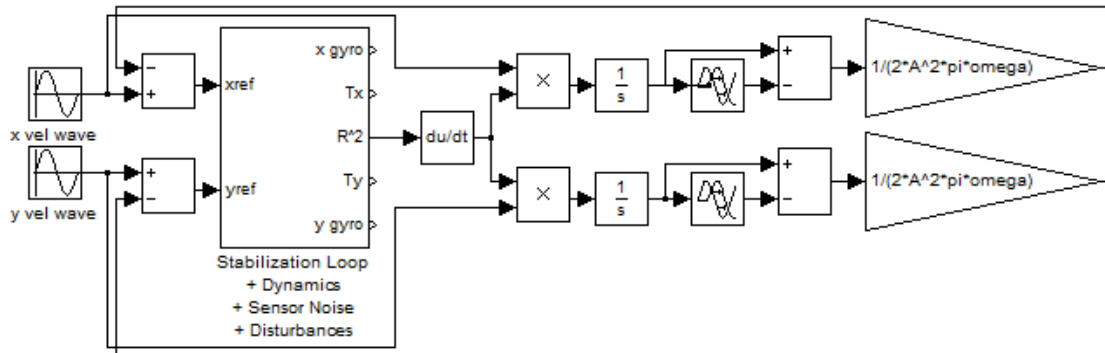 x gyro
Tx
R^2
Ty
y gyro
xref
yref
−
+
x vel wave
+
−
y vel wave
Stabilization Loop
+ Dynamics
+ Sensor Noise
+ Disturbances
du/dt
×
×
1
s
1
s
+
−
+
−
1/(2*A^2*pi*omega)
1/(2*A^2*pi*omega)